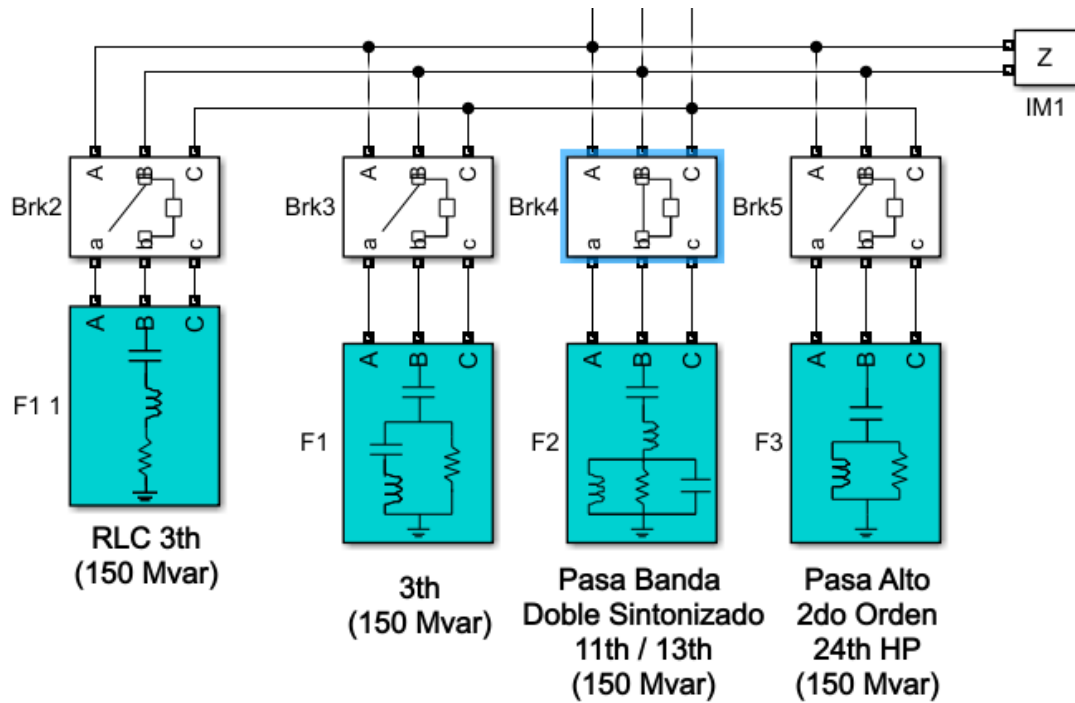 Z
IM1
A B C
Brk2
a b c
A B C
Brk3
a b c
A B C
Brk4
a b c
A B C
Brk5
a b c
A B C
F1 1
RLC 3th
(150 Mvar)
A B C
F1
3th
(150 Mvar)
A B C
F2
Pasa Banda
Doble Sintonizado
11th / 13th
(150 Mvar)
A B C
F3
Pasa Alto
2do Orden
24th HP
(150 Mvar)